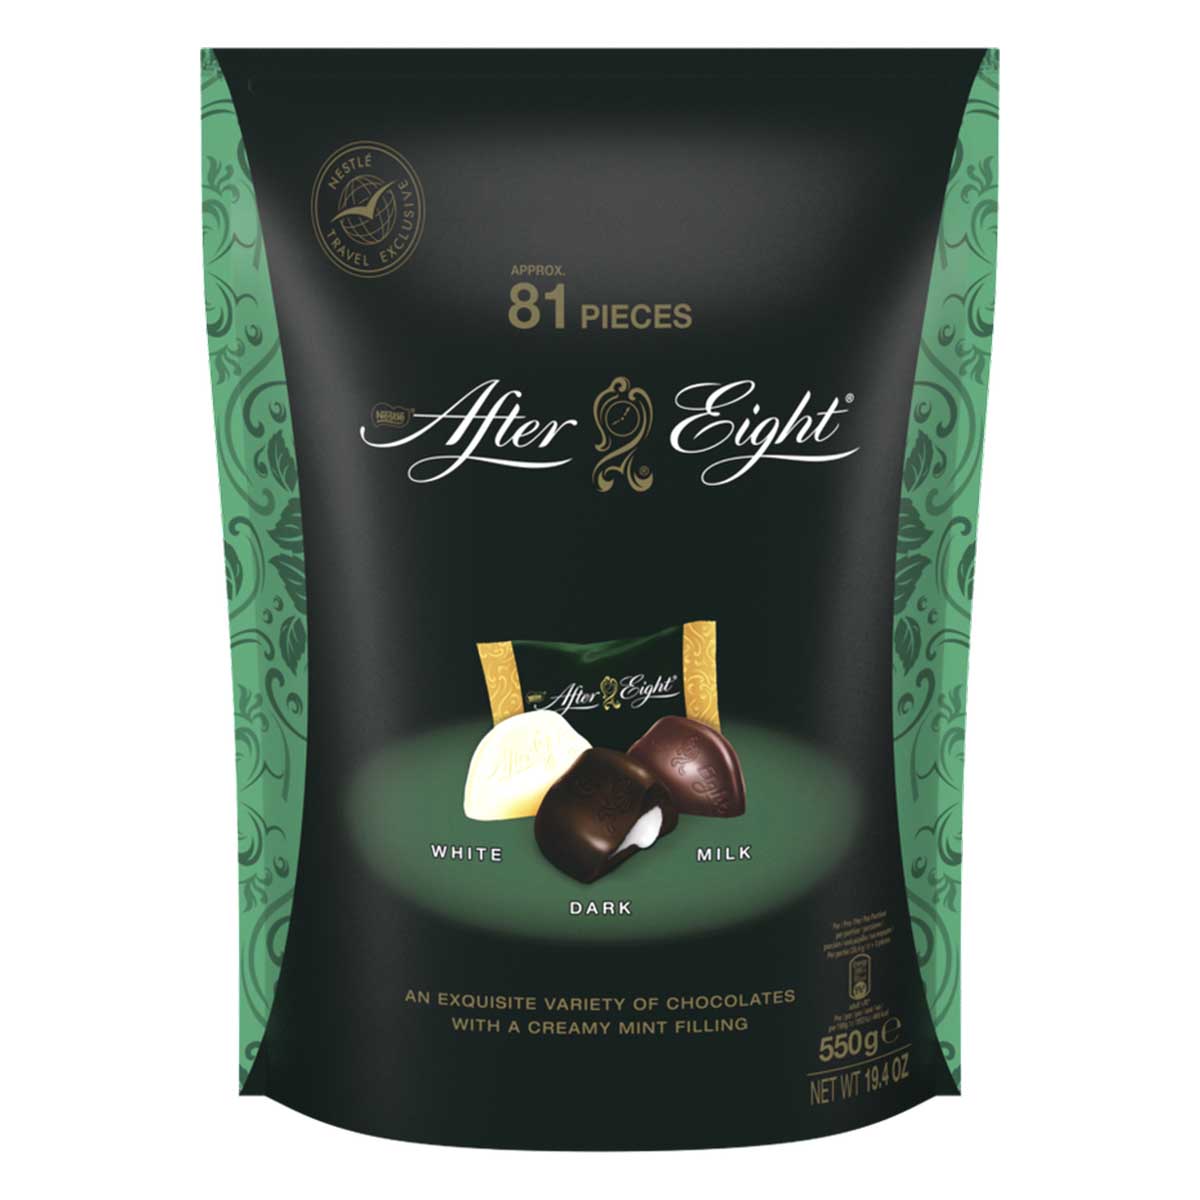 NESTLÉ
TRAVEL EXCLUSIVE
APPROX.
81 PIECES
Nestlé
After Eight®
®
After Eight
WHITE
MILK
DARK
AN EXQUISITE VARIETY OF CHOCOLATES
WITH A CREAMY MINT FILLING
550g e
NET WT 19.4 OZ